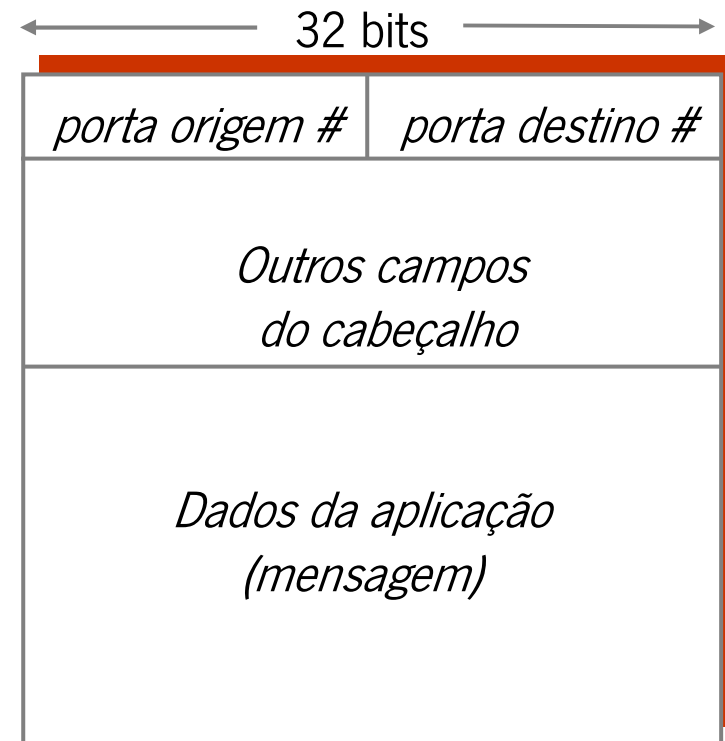 32 bits
porta origem # porta destino #
Outros campos
do cabeçalho
Dados da aplicação
(mensagem)